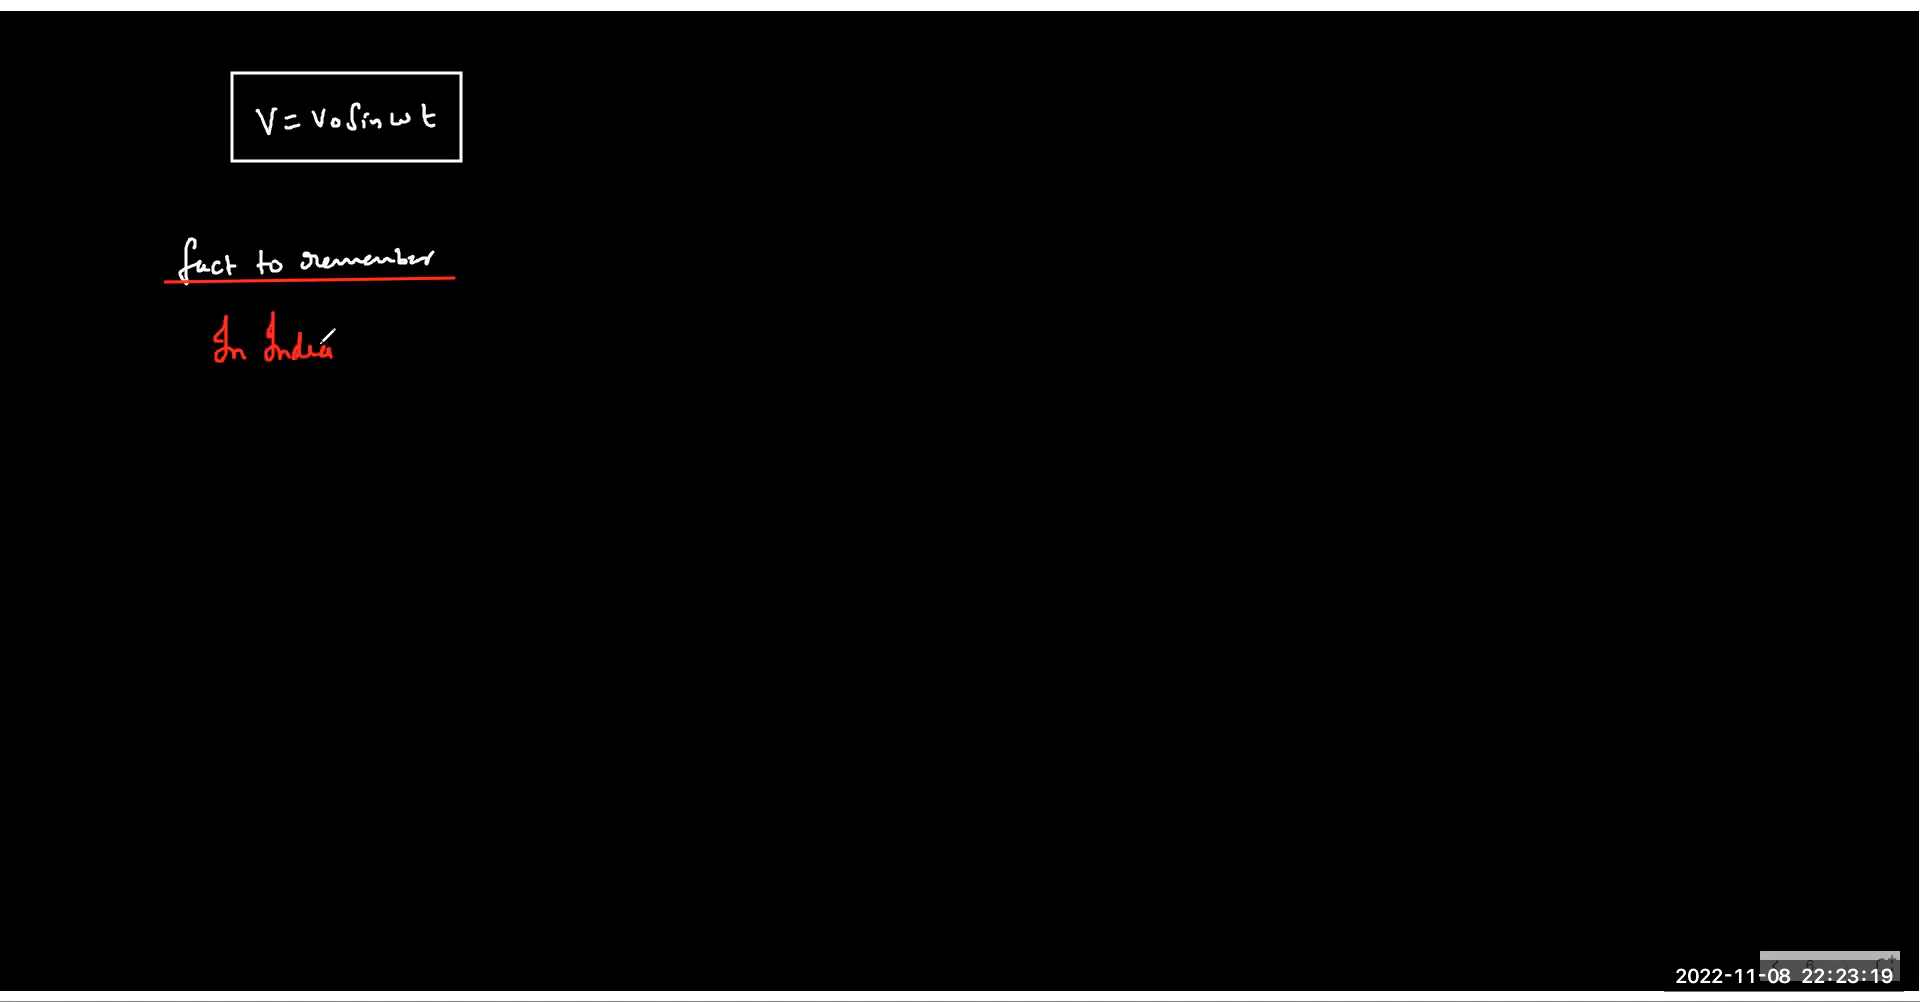 V = V0 Sin ω t
fact to remember
In India
2022-11-08 22:23:19